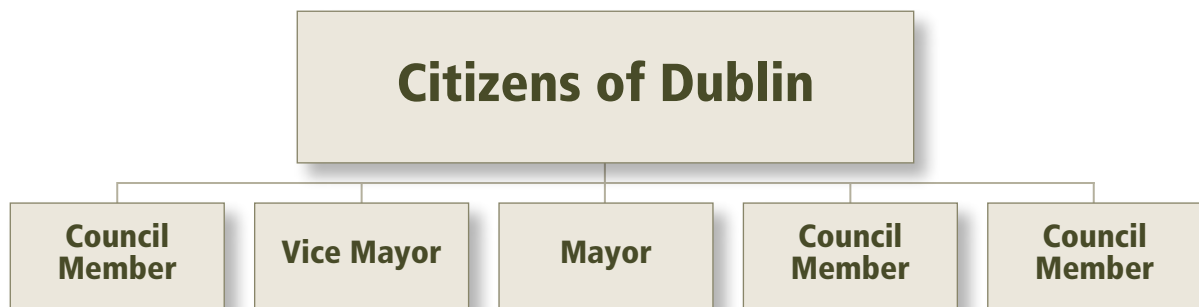 Citizens of Dublin
Council
Member
Vice Mayor
Mayor
Council
Member
Council
Member